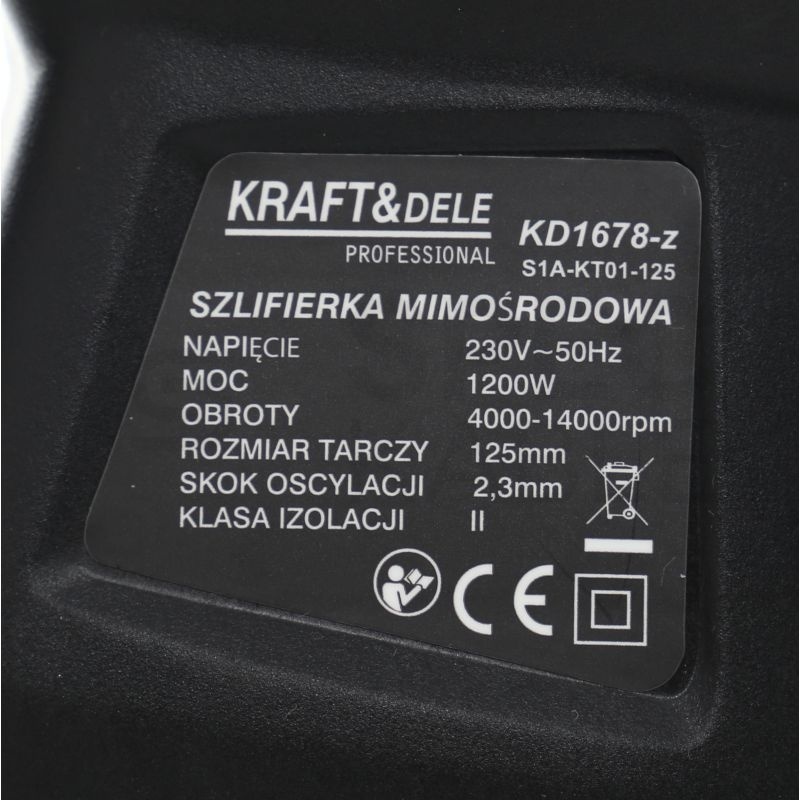 KRAFT&DELE
PROFESSIONAL
KD1678-z
S1A-KT01-125
SZLIFIERKA MIMOŚRODOWA
NAPIĘCIE 230V~50Hz
MOC 1200W
OBROTY 4000-14000rpm
ROZMIAR TARCZY 125mm
SKOK OSCYLACJI 2,3mm
KLASA IZOLACJI II
CE